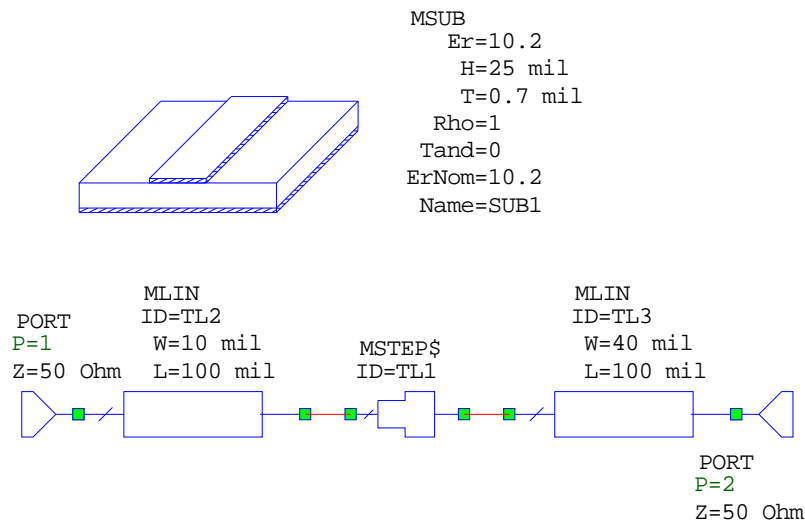 MSUB
Er=10.2
H=25 mil
T=0.7 mil
Rho=1
Tand=0
ErNom=10.2
Name=SUB1
PORT
P=1
Z=50 Ohm
MLIN
ID=TL2
W=10 mil
L=100 mil
MSTEP$
ID=TL1
MLIN
ID=TL3
W=40 mil
L=100 mil
PORT
P=2
Z=50 Ohm